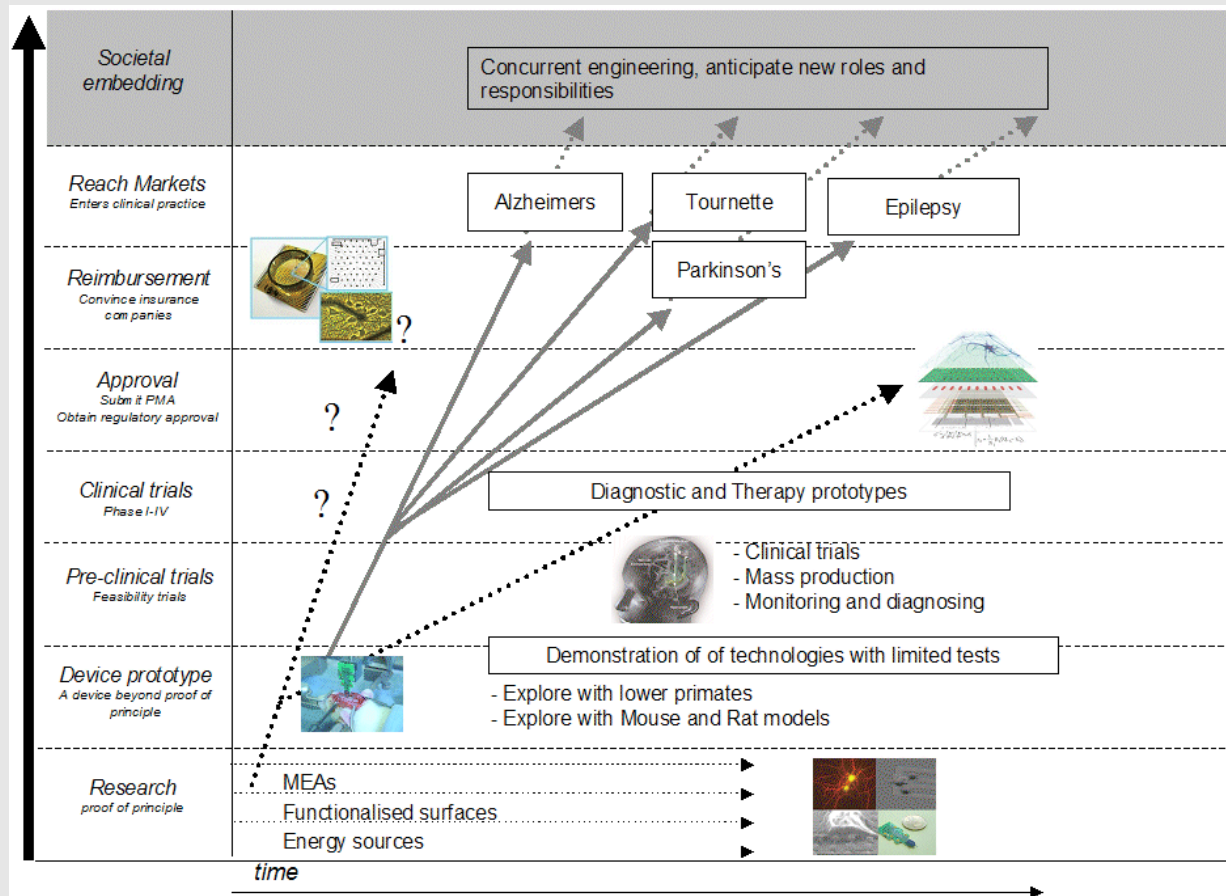 Societal
embedding
Concurrent engineering, anticipate new roles and
responsibilities
Reach Markets
Enters clinical practice
Alzheimers
Tournette
Epilepsy
Reimbursement
Convince insurance
companies
Parkinson's
?
Approval
Submit PMA
Obtain regulatory approval
?
Clinical trials
Phase I-IV
?
Diagnostic and Therapy prototypes
Pre-clinical trials
Feasibility trials
- Clinical trials
- Mass production
- Monitoring and diagnosing
Device prototype
A device beyond proof of
principle
Demonstration of of technologies with limited tests
- Explore with lower primates
- Explore with Mouse and Rat models
Research
proof of principle
MEAs
Functionalised surfaces
Energy sources
time